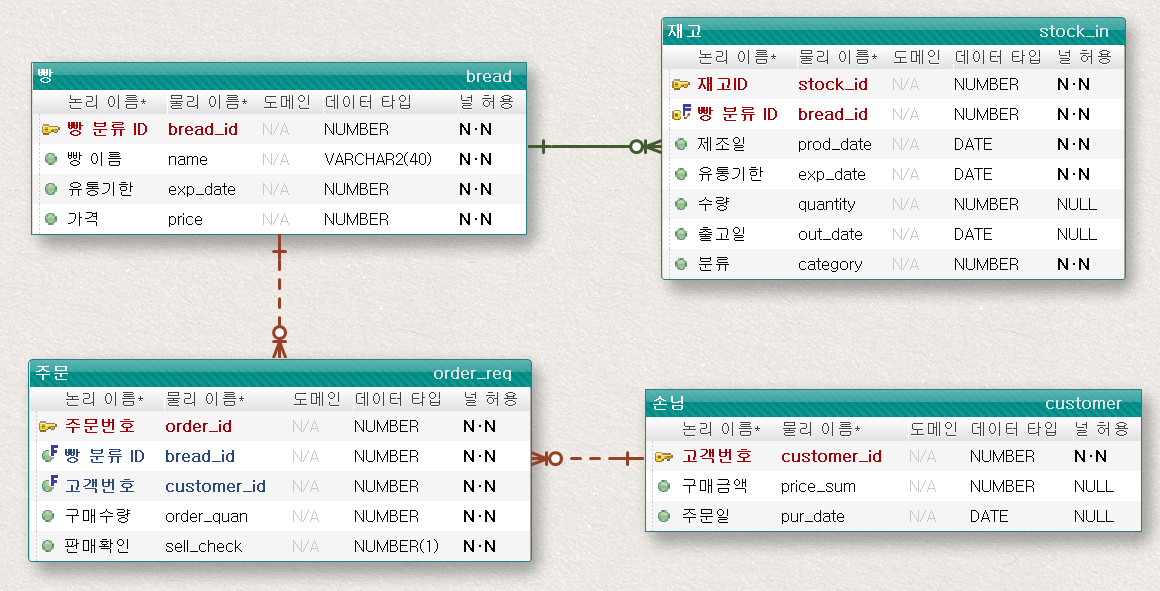 빵 bread
논리 이름* 물리 이름* 도메인 데이터 타입 널 허용
빵 분류 ID bread_id N/A NUMBER N·N
빵 이름 name N/A VARCHAR2(40) N·N
유통기한 exp_date N/A NUMBER N·N
가격 price N/A NUMBER N·N
재고 stock_in
논리 이름* 물리 이름* 도메인 데이터 타입 널 허용
재고ID stock_id N/A NUMBER N·N
빵 분류 ID bread_id N/A NUMBER N·N
제조일 prod_date N/A DATE N·N
유통기한 exp_date N/A DATE N·N
수량 quantity N/A NUMBER NULL
출고일 out_date N/A DATE NULL
분류 category N/A NUMBER N·N
주문 order_req
논리 이름* 물리 이름* 도메인 데이터 타입 널 허용
주문번호 order_id N/A NUMBER N·N
빵 분류 ID bread_id N/A NUMBER N·N
고객번호 customer_id N/A NUMBER N·N
구매수량 order_quan N/A NUMBER N·N
판매확인 sell_check N/A NUMBER(1) N·N
손님 customer
논리 이름* 물리 이름* 도메인 데이터 타입 널 허용
고객번호 customer_id N/A NUMBER N·N
구매금액 price_sum N/A NUMBER NULL
주문일 pur_date N/A DATE NULL